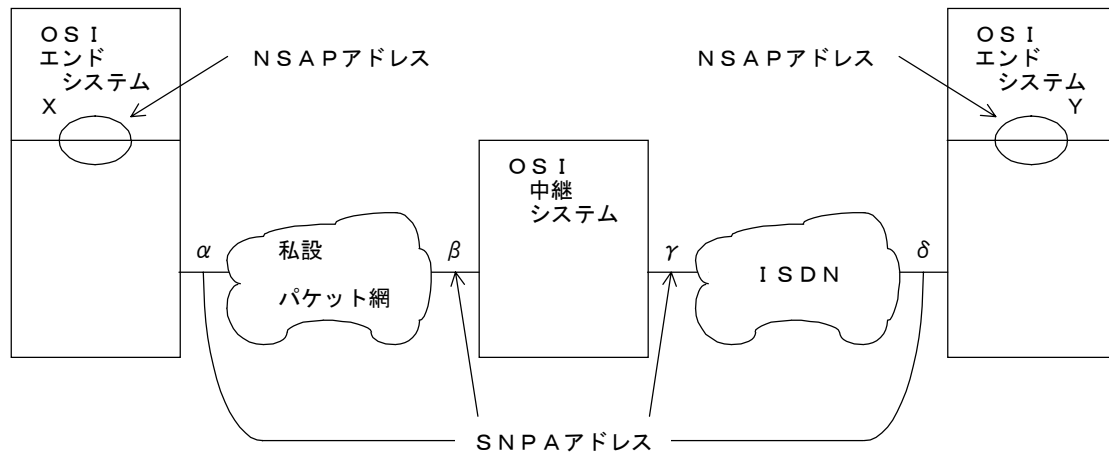 ＯＳＩ
エンド
システム
Ｘ
ＮＳＡＰアドレス
ＮＳＡＰアドレス
ＯＳＩ
エンド
システム
Ｙ
ＯＳＩ
中継
システム
α
私設
パケット網
β
γ
ＩＳＤＮ
δ
ＳＮＰＡアドレス